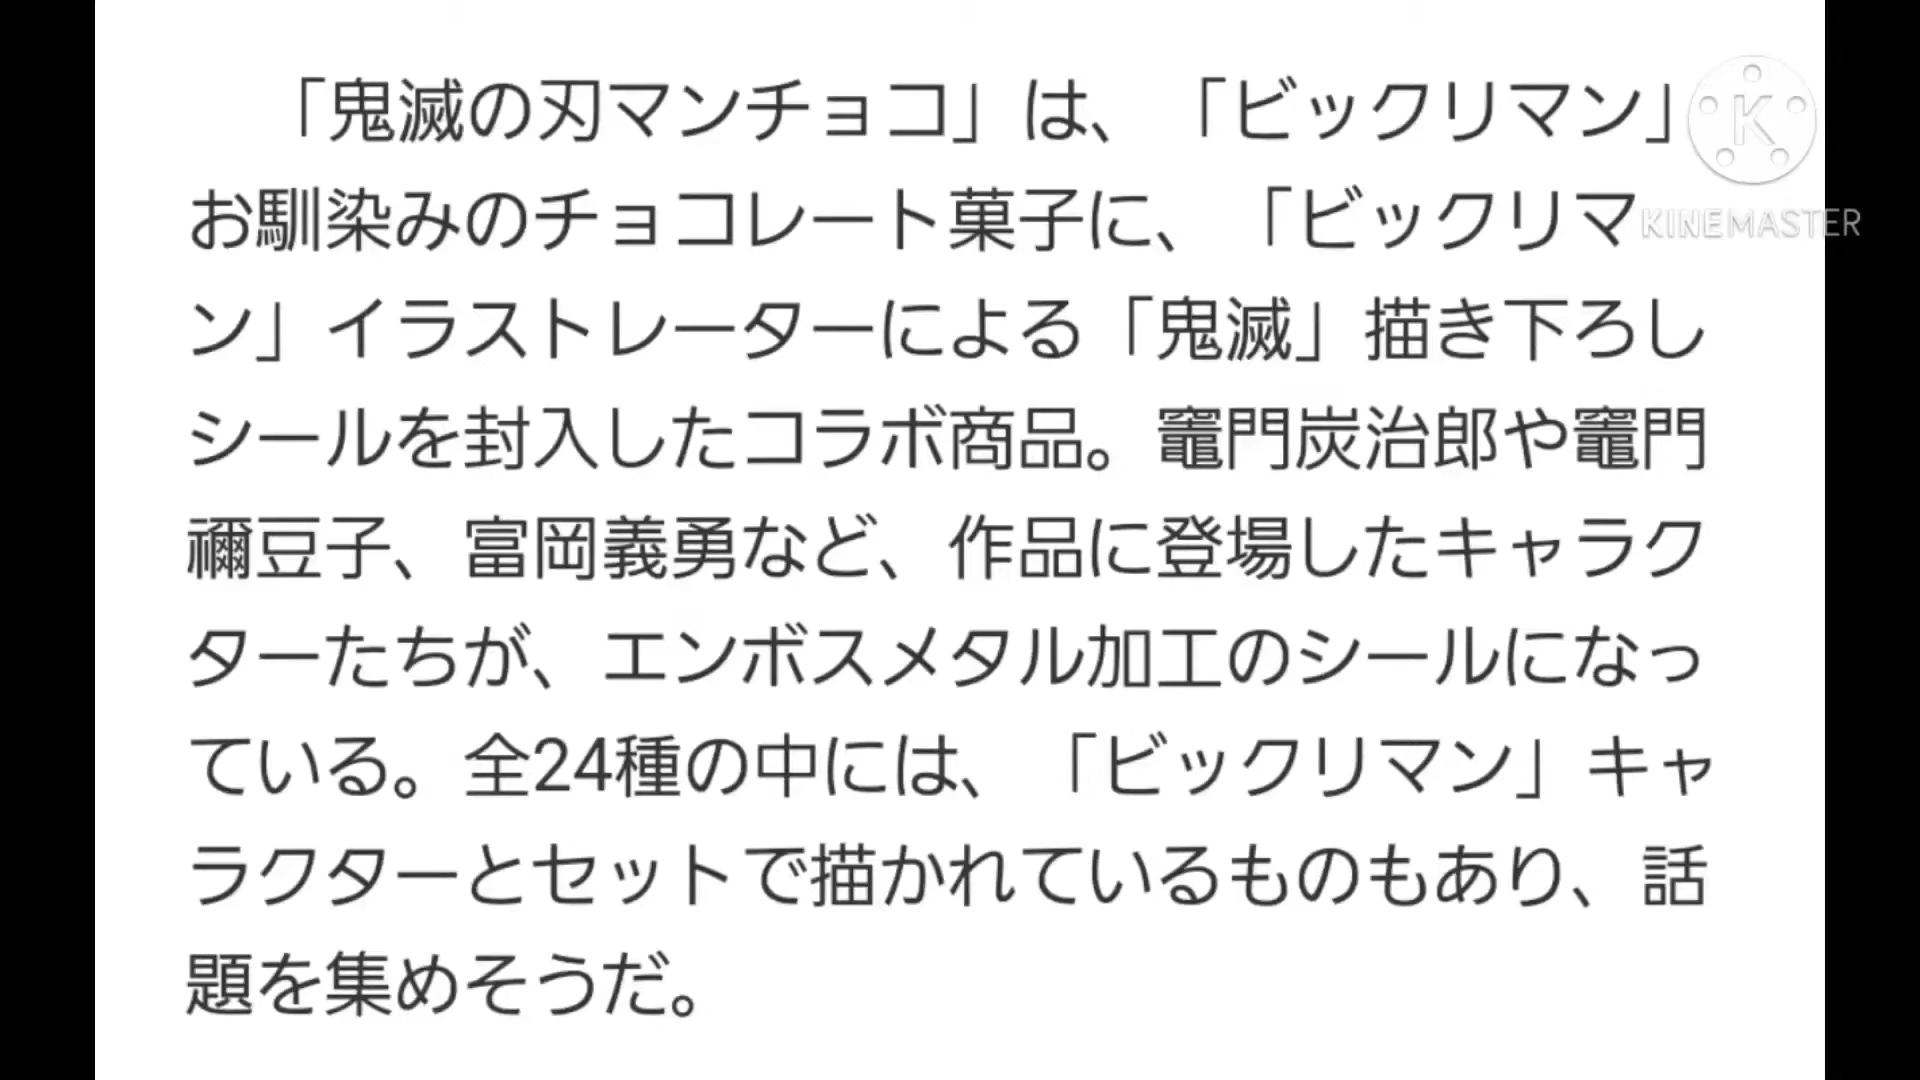 「鬼滅の刃マンチョコ」は、「ビックリマン」
お馴染みのチョコレート菓子に、「ビックリマ
ン」イラストレーターによる「鬼滅」描き下ろし
シールを封入したコラボ商品。竈門炭治郎や竈門
禰豆子、富岡義勇など、作品に登場したキャラク
ターたちが、エンボスメタル加工のシールになっ
ている。全24種の中には、「ビックリマン」キャ
ラクターとセットで描かれているものもあり、話
題を集めそうだ。
K
KINEMASTER